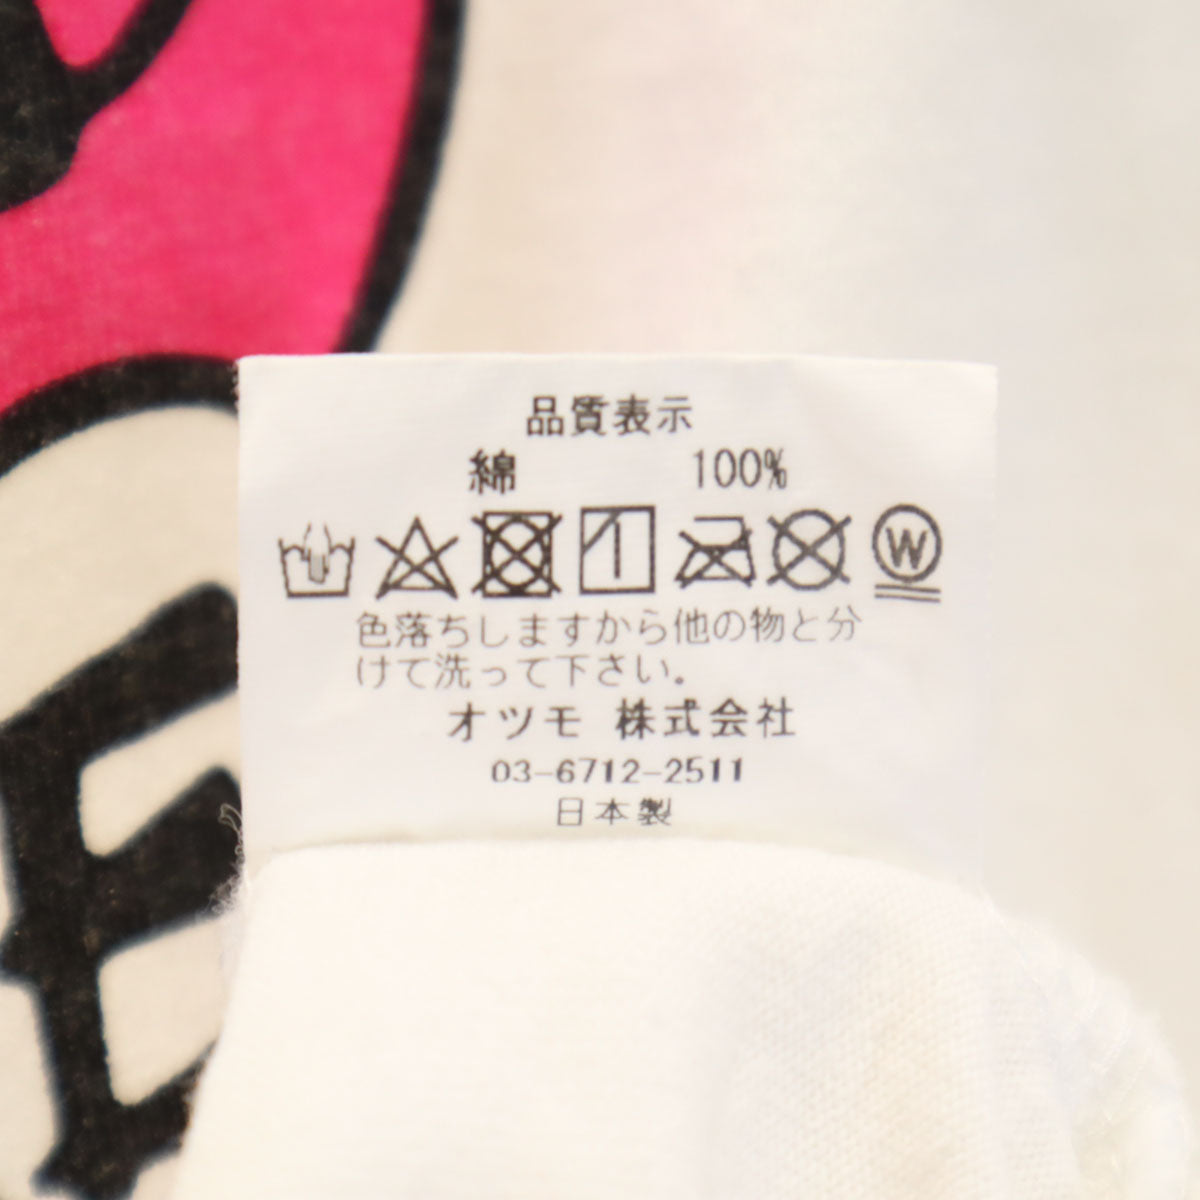 品質表示
綿 100%
W
色落ちしますから他の物と分
けて洗って下さい。
オツモ 株式会社
03-6712-2511
日本製